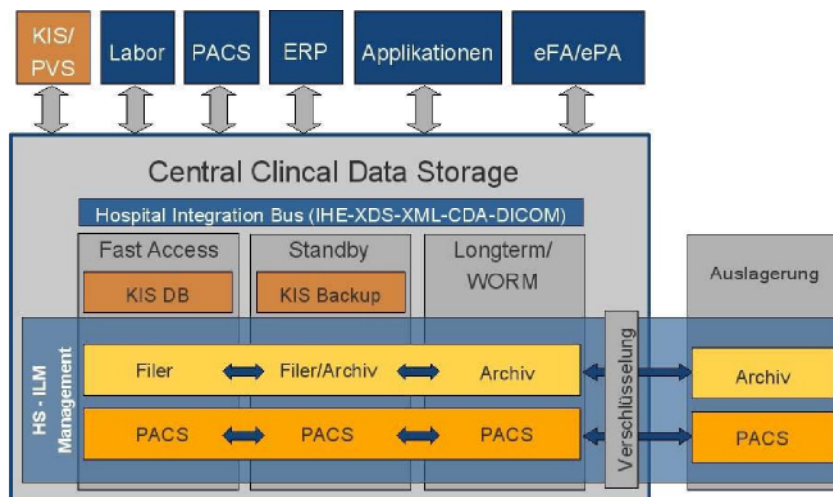 KIS/
PVS
Labor
PACS
ERP
Applikationen
eFA/ePA
Central Clincal Data Storage
Hospital Integration Bus (IHE-XDS-XML-CDA-DICOM)
Fast Access
Standby
Longterm/
WORM
Auslagerung
KIS DB
KIS Backup
HS - ILM
Management
Verschlüsselung
Filer
Filer/Archiv
Archiv
Archiv
PACS
PACS
PACS
PACS